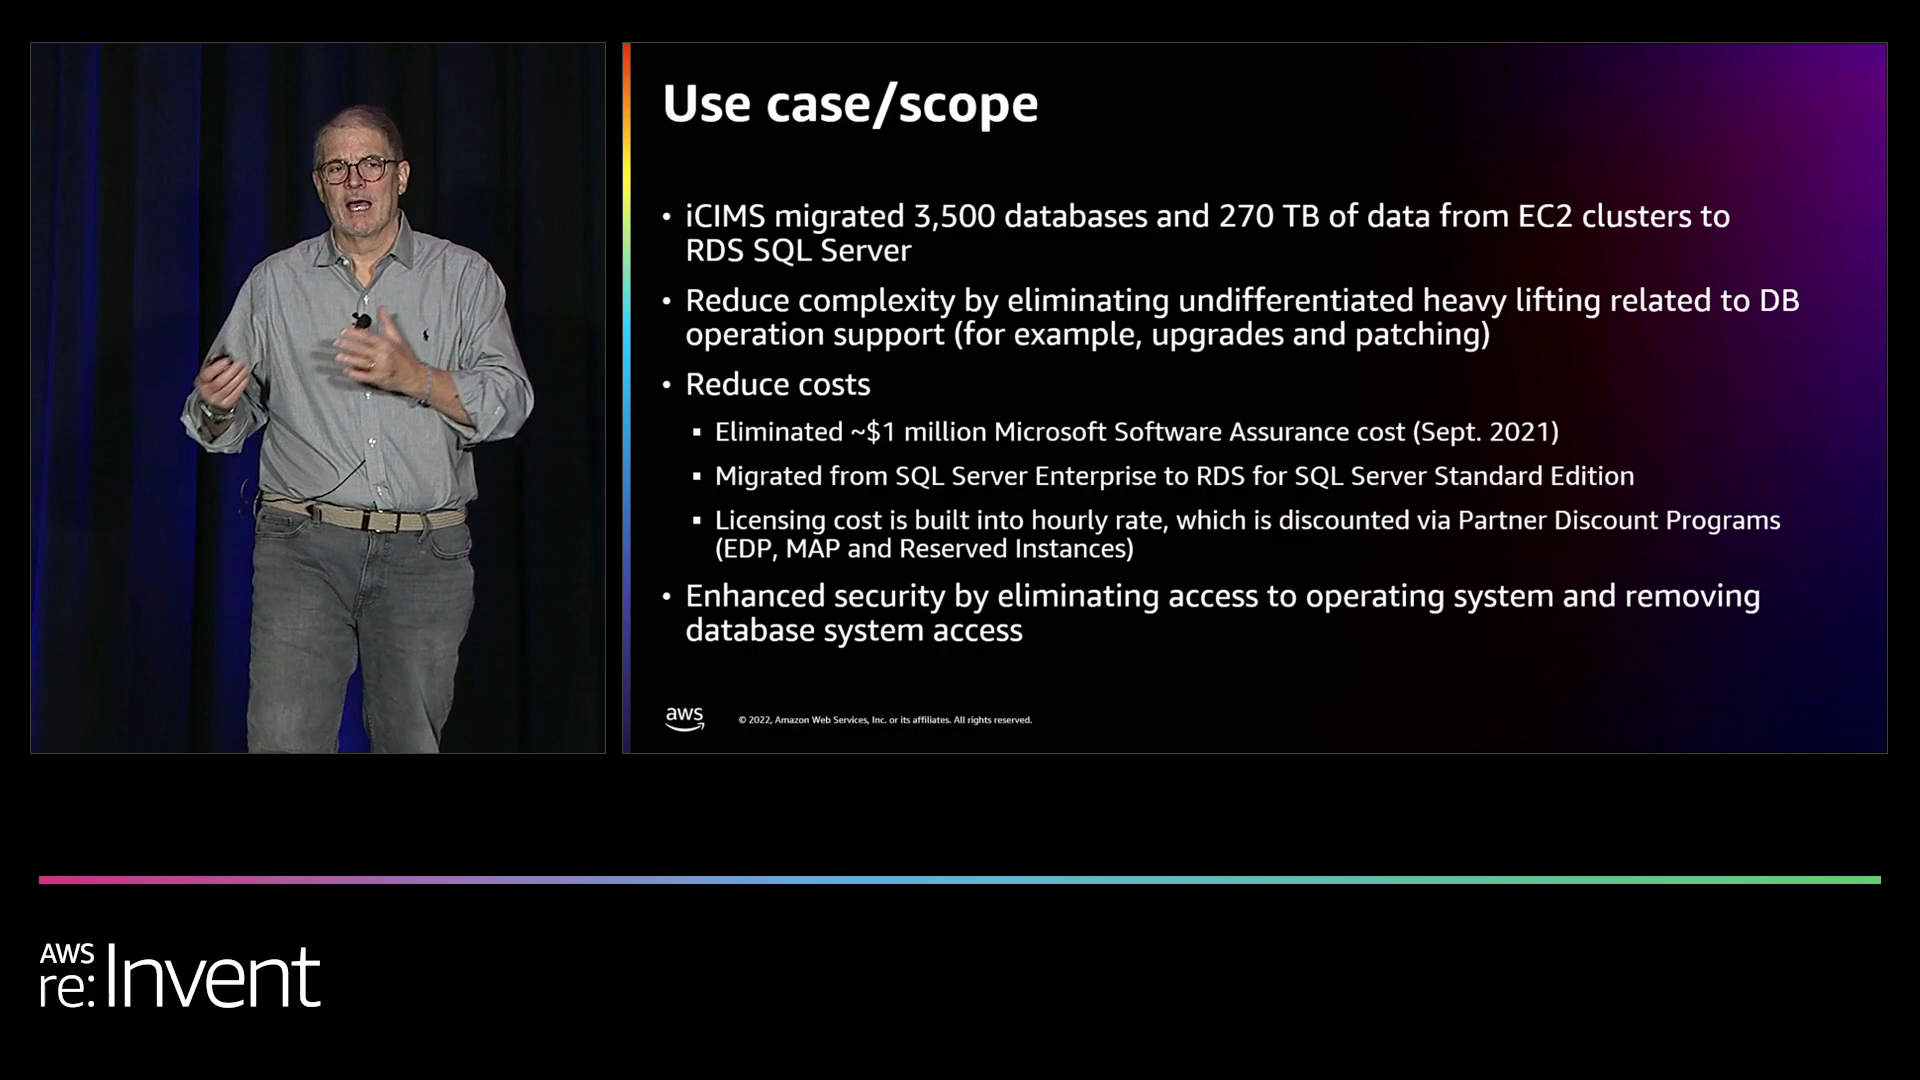 Use case/scope
• iCIMS migrated 3,500 databases and 270 TB of data from EC2 clusters to
RDS SQL Server
• Reduce complexity by eliminating undifferentiated heavy lifting related to DB
operation support (for example, upgrades and patching)
• Reduce costs
▪ Eliminated ~$1 million Microsoft Software Assurance cost (Sept. 2021)
▪ Migrated from SQL Server Enterprise to RDS for SQL Server Standard Edition
▪ Licensing cost is built into hourly rate, which is discounted via Partner Discount Programs
(EDP, MAP and Reserved Instances)
• Enhanced security by eliminating access to operating system and removing
database system access
aws
© 2022, Amazon Web Services, Inc. or its affiliates. All rights reserved.
AWS
re:Invent